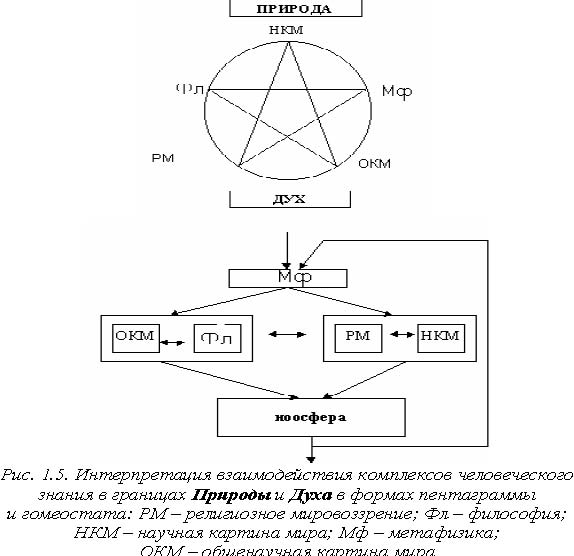 ПРИРОДА
НКМ
Фл
Мф
РМ
ОКМ
ДУХ
Мф
ОКМ
Фл
РМ
НКМ
ноосфера
Рис. 1.5. Интерпретация взаимодействия комплексов человеческого
знания в границах Природы и Духа в формах пентаграммы
и гомеостата: РМ – религиозное мировоззрение; Фл – философия;
НКМ – научная картина мира; Мф – метафизика;
ОКМ – общенаучная картина мира